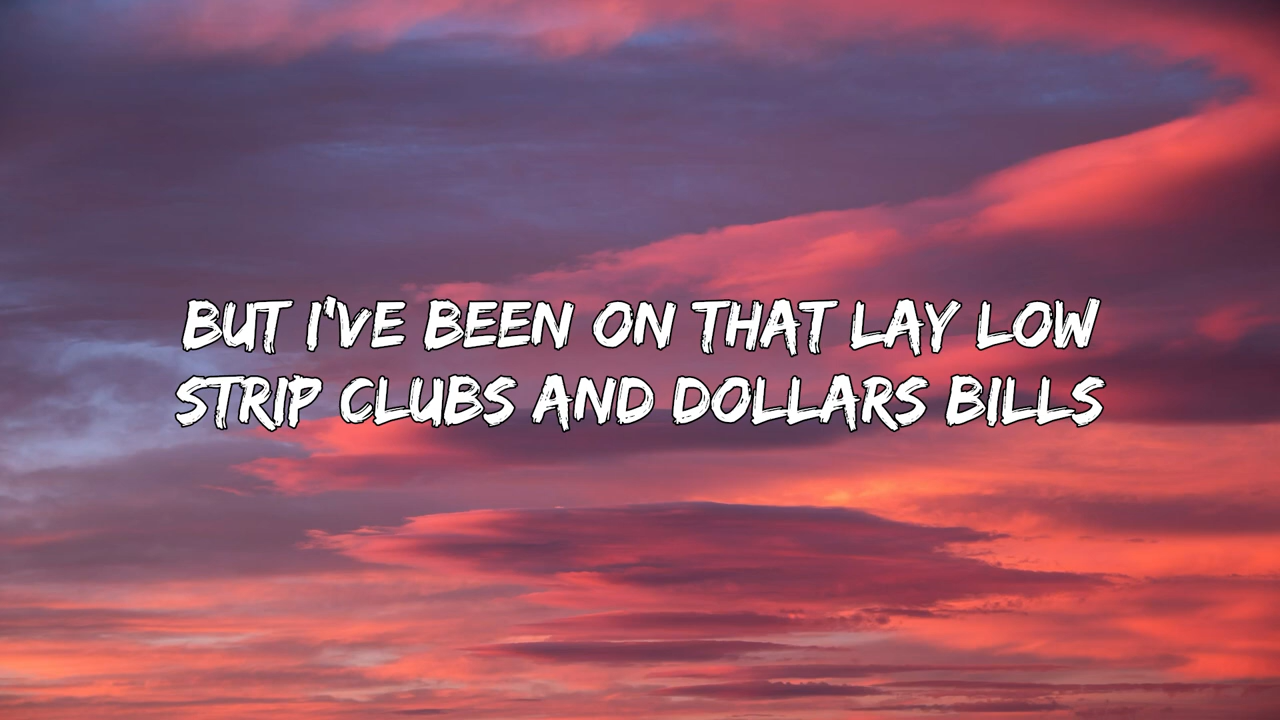 BUT I'VE BEEN ON THAT LAY LOW
STRIP CLUBS AND DOLLARS BILLS